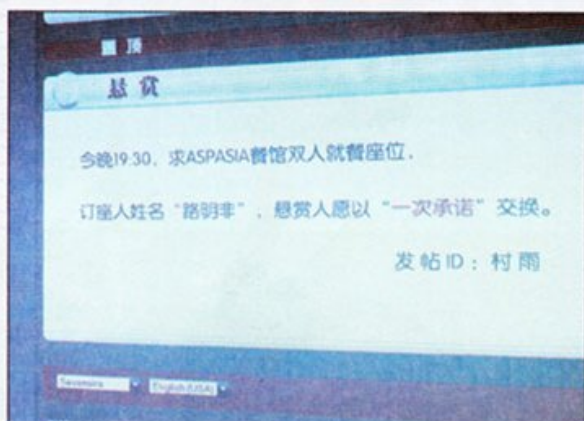 置顶
悬赏
今晚19:30，求ASPASIA餐馆双人就餐座位，
订座人姓名“路明非”，悬赏人愿以“一次承诺”交换。
发帖ID：村雨
English (USA)